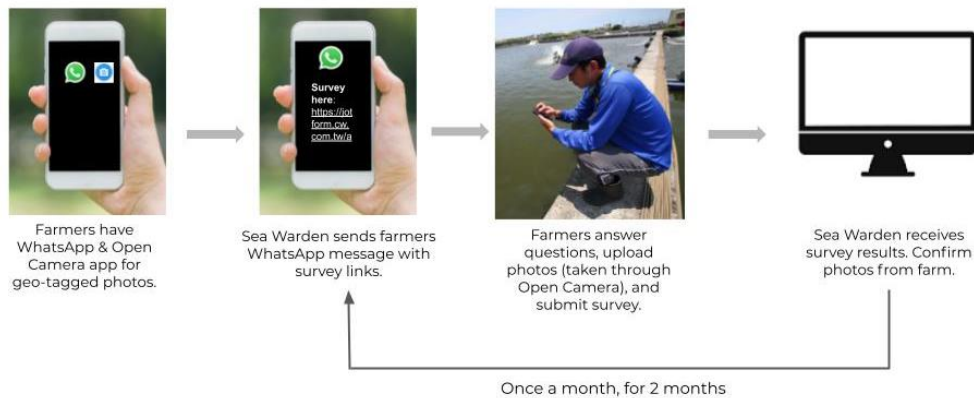 Survey
here:
https://jot
form.cw.
com.tw/a
Farmers have
WhatsApp & Open
Camera app for
geo-tagged photos.
Sea Warden sends farmers
WhatsApp message with
survey links.
Farmers answer
questions, upload
photos (taken through
Open Camera), and
submit survey.
Sea Warden receives
survey results. Confirm
photos from farm.
Once a month, for 2 months